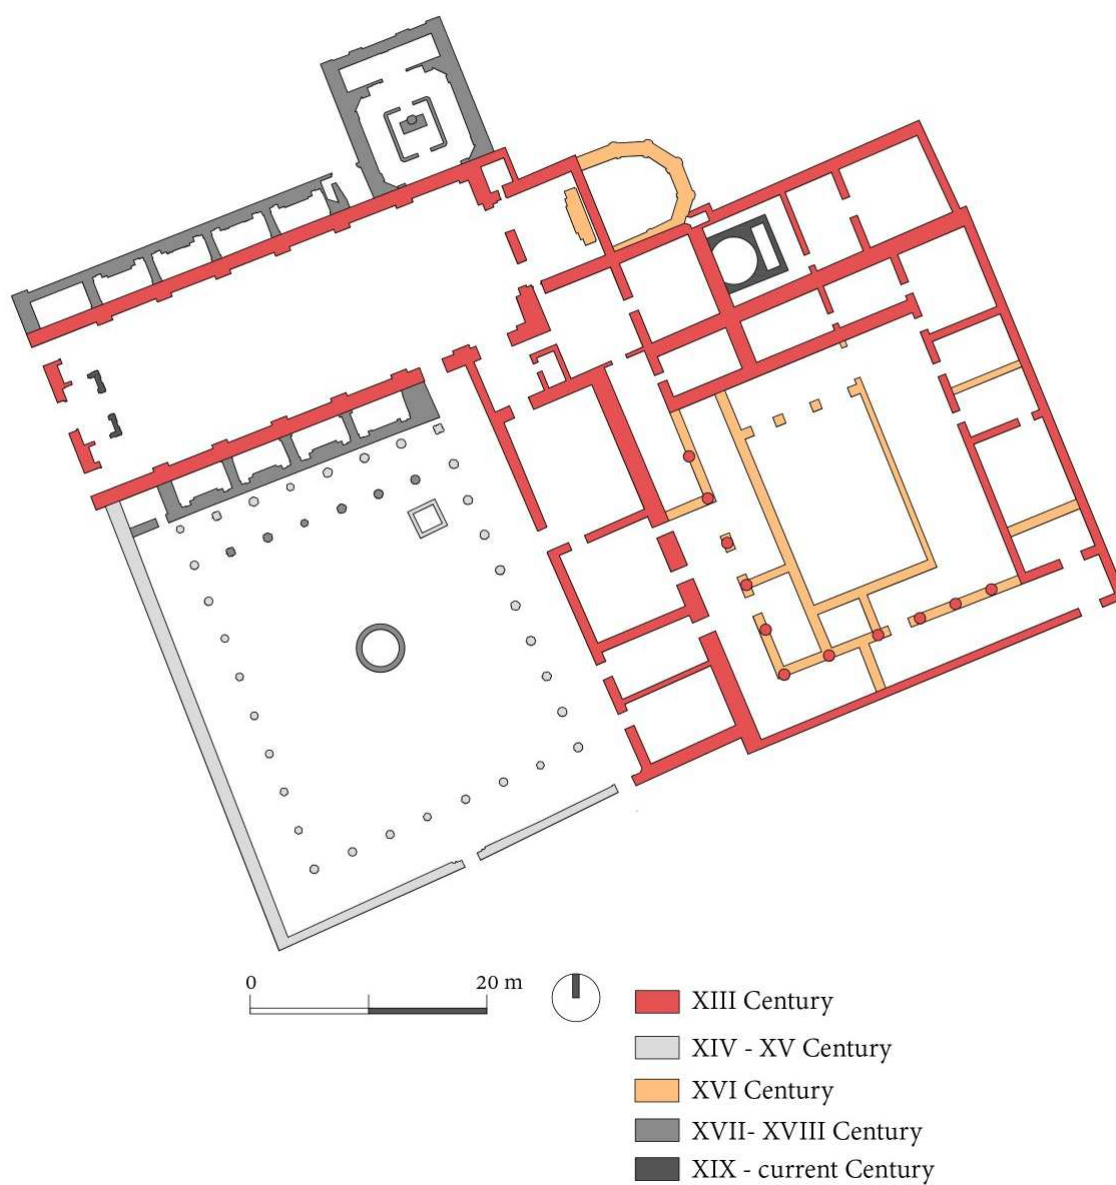 0 20 m
XIII Century
XIV - XV Century
XVI Century
XVII- XVIII Century
XIX - current Century